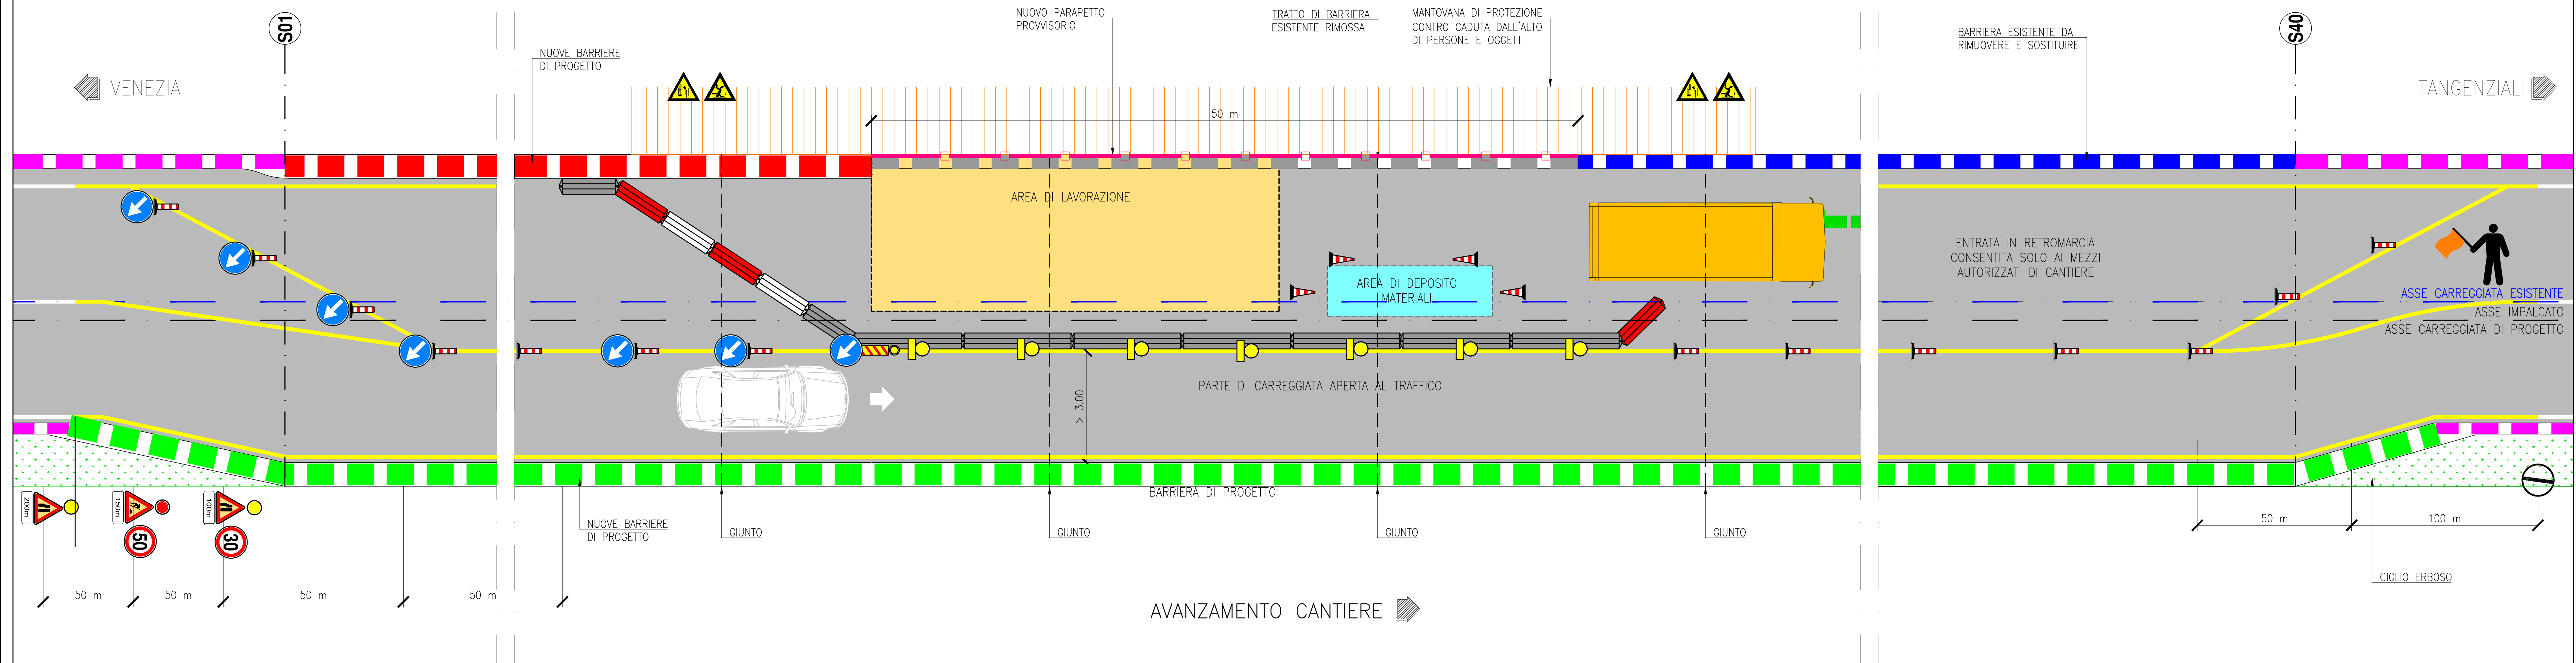 S01
NUOVO PARAPETTO
PROVVISORIO
TRATTO DI BARRIERA
ESISTENTE RIMOSSA
MANTOVANA DI PROTEZIONE
CONTRO CADUTA DALL'ALTO
DI PERSONE E OGGETTI
BARRIERA ESISTENTE DA
RIMUOVERE E SOSTITUIRE
S40
NUOVE BARRIERE
DI PROGETTO
VENEZIA
TANGENZIALI
50 m
AREA DI LAVORAZIONE
AREA DI DEPOSITO
MATERIALI
ENTRATA IN RETROMARCIA
CONSENTITA SOLO AI MEZZI
AUTORIZZATI DI CANTIERE
ASSE CARREGGIATA ESISTENTE
ASSE IMPALCATO
ASSE CARREGGIATA DI PROGETTO
PARTE DI CARREGGIATA APERTA AL TRAFFICO
> 3.00
BARRIERA DI PROGETTO
200m
150m
100m
50
30
NUOVE BARRIERE
DI PROGETTO
GIUNTO
GIUNTO
GIUNTO
GIUNTO
50 m
100 m
CIGLIO ERBOSO
50 m
50 m
50 m
50 m
AVANZAMENTO CANTIERE